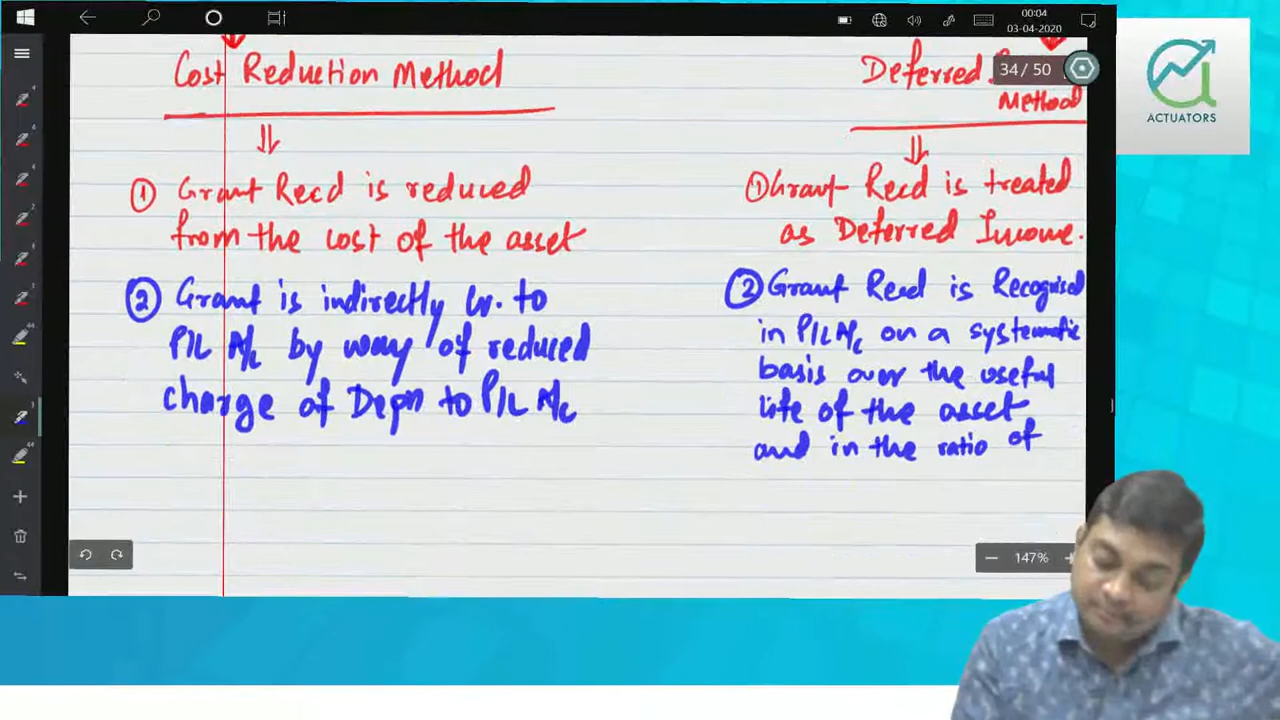 00:04
03-04-2020
34 / 50
ACTUATORS
Cost Reduction Method
① Grant Recd is reduced
from the cost of the asset
② Grant is indirectly Cr. to
P/L A/c by way of reduced
charge of Depn to P/L A/c
Deferred
Method
① Grant Recd is treated
as Deferred Income.
② Grant Recd is Recognised
in P/L A/c on a systematic
basis over the useful
life of the asset
and in the ratio of
147%